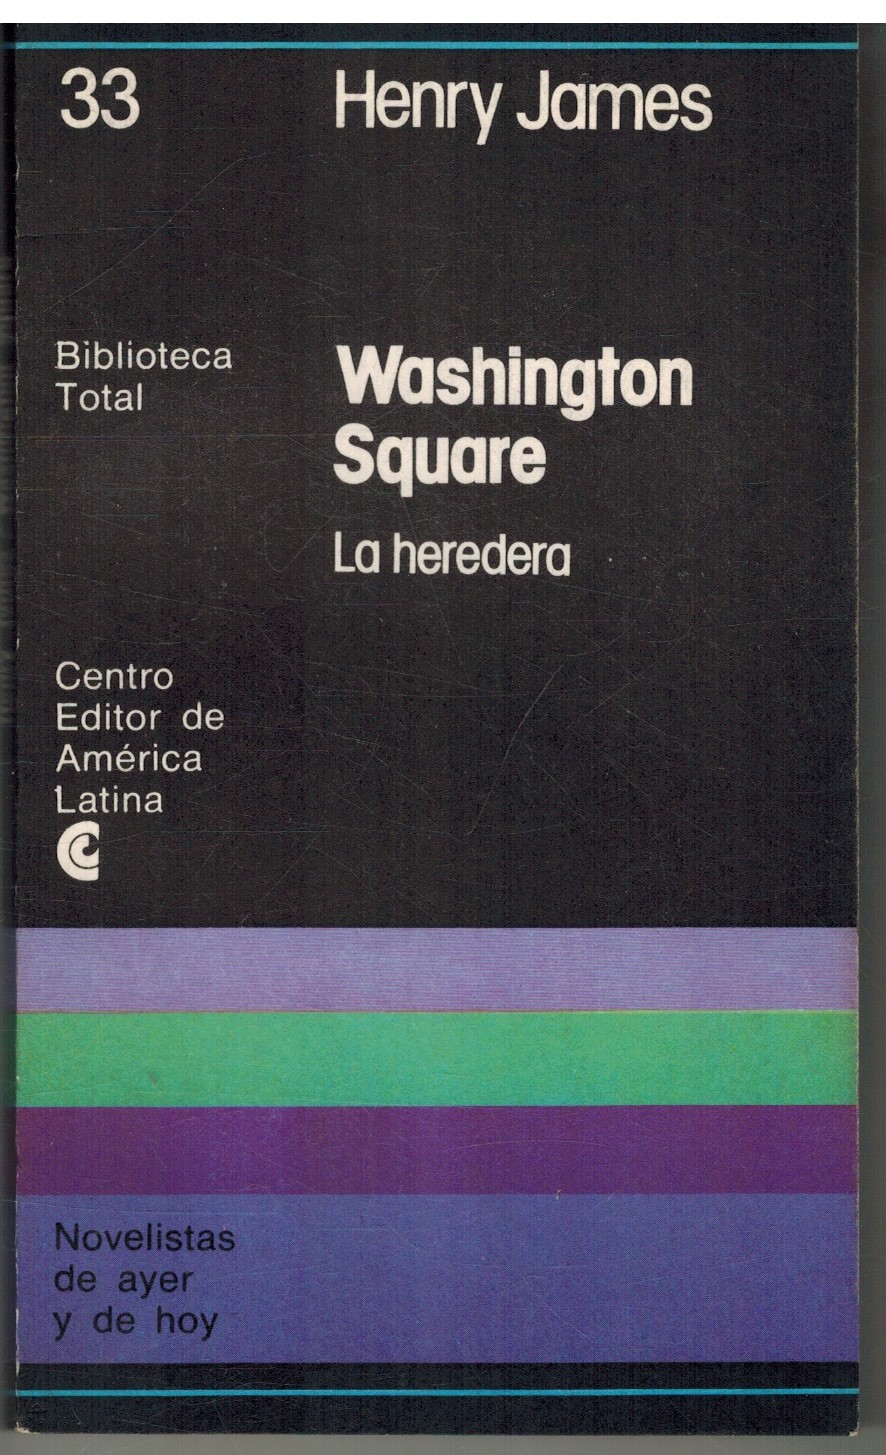 33
Henry James
Biblioteca
Total
Washington
Square
La heredera
Centro
Editor de
América
Latina
Novelistas
de ayer
y de hoy